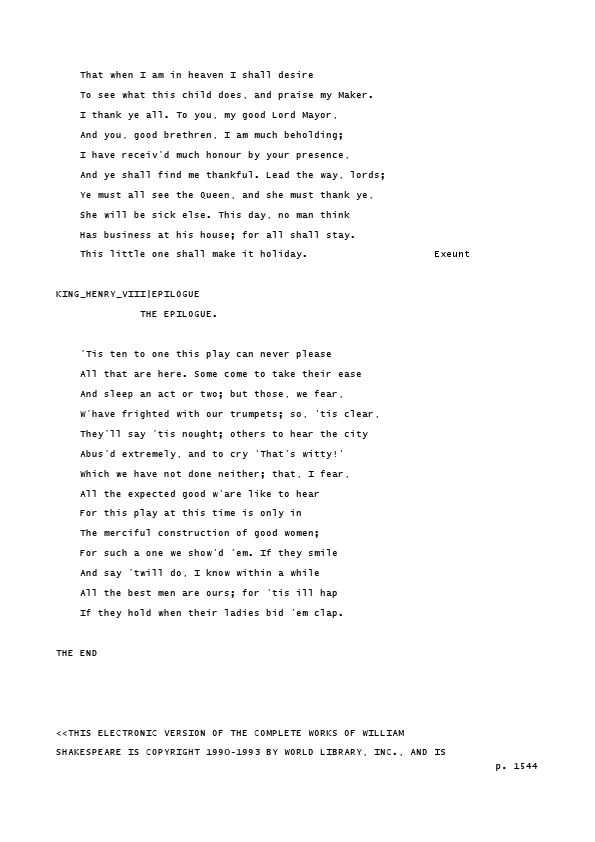 That when I am in heaven I shall desire
To see what this child does, and praise my Maker.
I thank ye all. To you, my good Lord Mayor,
And you, good brethren, I am much beholding;
I have receiv'd much honour by your presence,
And ye shall find me thankful. Lead the way, lords;
Ye must all see the Queen, and she must thank ye,
She will be sick else. This day, no man think
Has business at his house; for all shall stay.
This little one shall make it holiday. Exeunt
KING_HENRY_VIII|EPILOGUE
THE EPILOGUE.
'Tis ten to one this play can never please
All that are here. Some come to take their ease
And sleep an act or two; but those, we fear,
W'have frighted with our trumpets; so, 'tis clear,
They'll say 'tis nought; others to hear the city
Abus'd extremely, and to cry 'That's witty!'
Which we have not done neither; that, I fear,
All the expected good w'are like to hear
For this play at this time is only in
The merciful construction of good women;
For such a one we show'd 'em. If they smile
And say 'twill do, I know within a while
All the best men are ours; for 'tis ill hap
If they hold when their ladies bid 'em clap.
THE END
<<THIS ELECTRONIC VERSION OF THE COMPLETE WORKS OF WILLIAM
SHAKESPEARE IS COPYRIGHT 1990-1993 BY WORLD LIBRARY, INC., AND IS
p. 1544